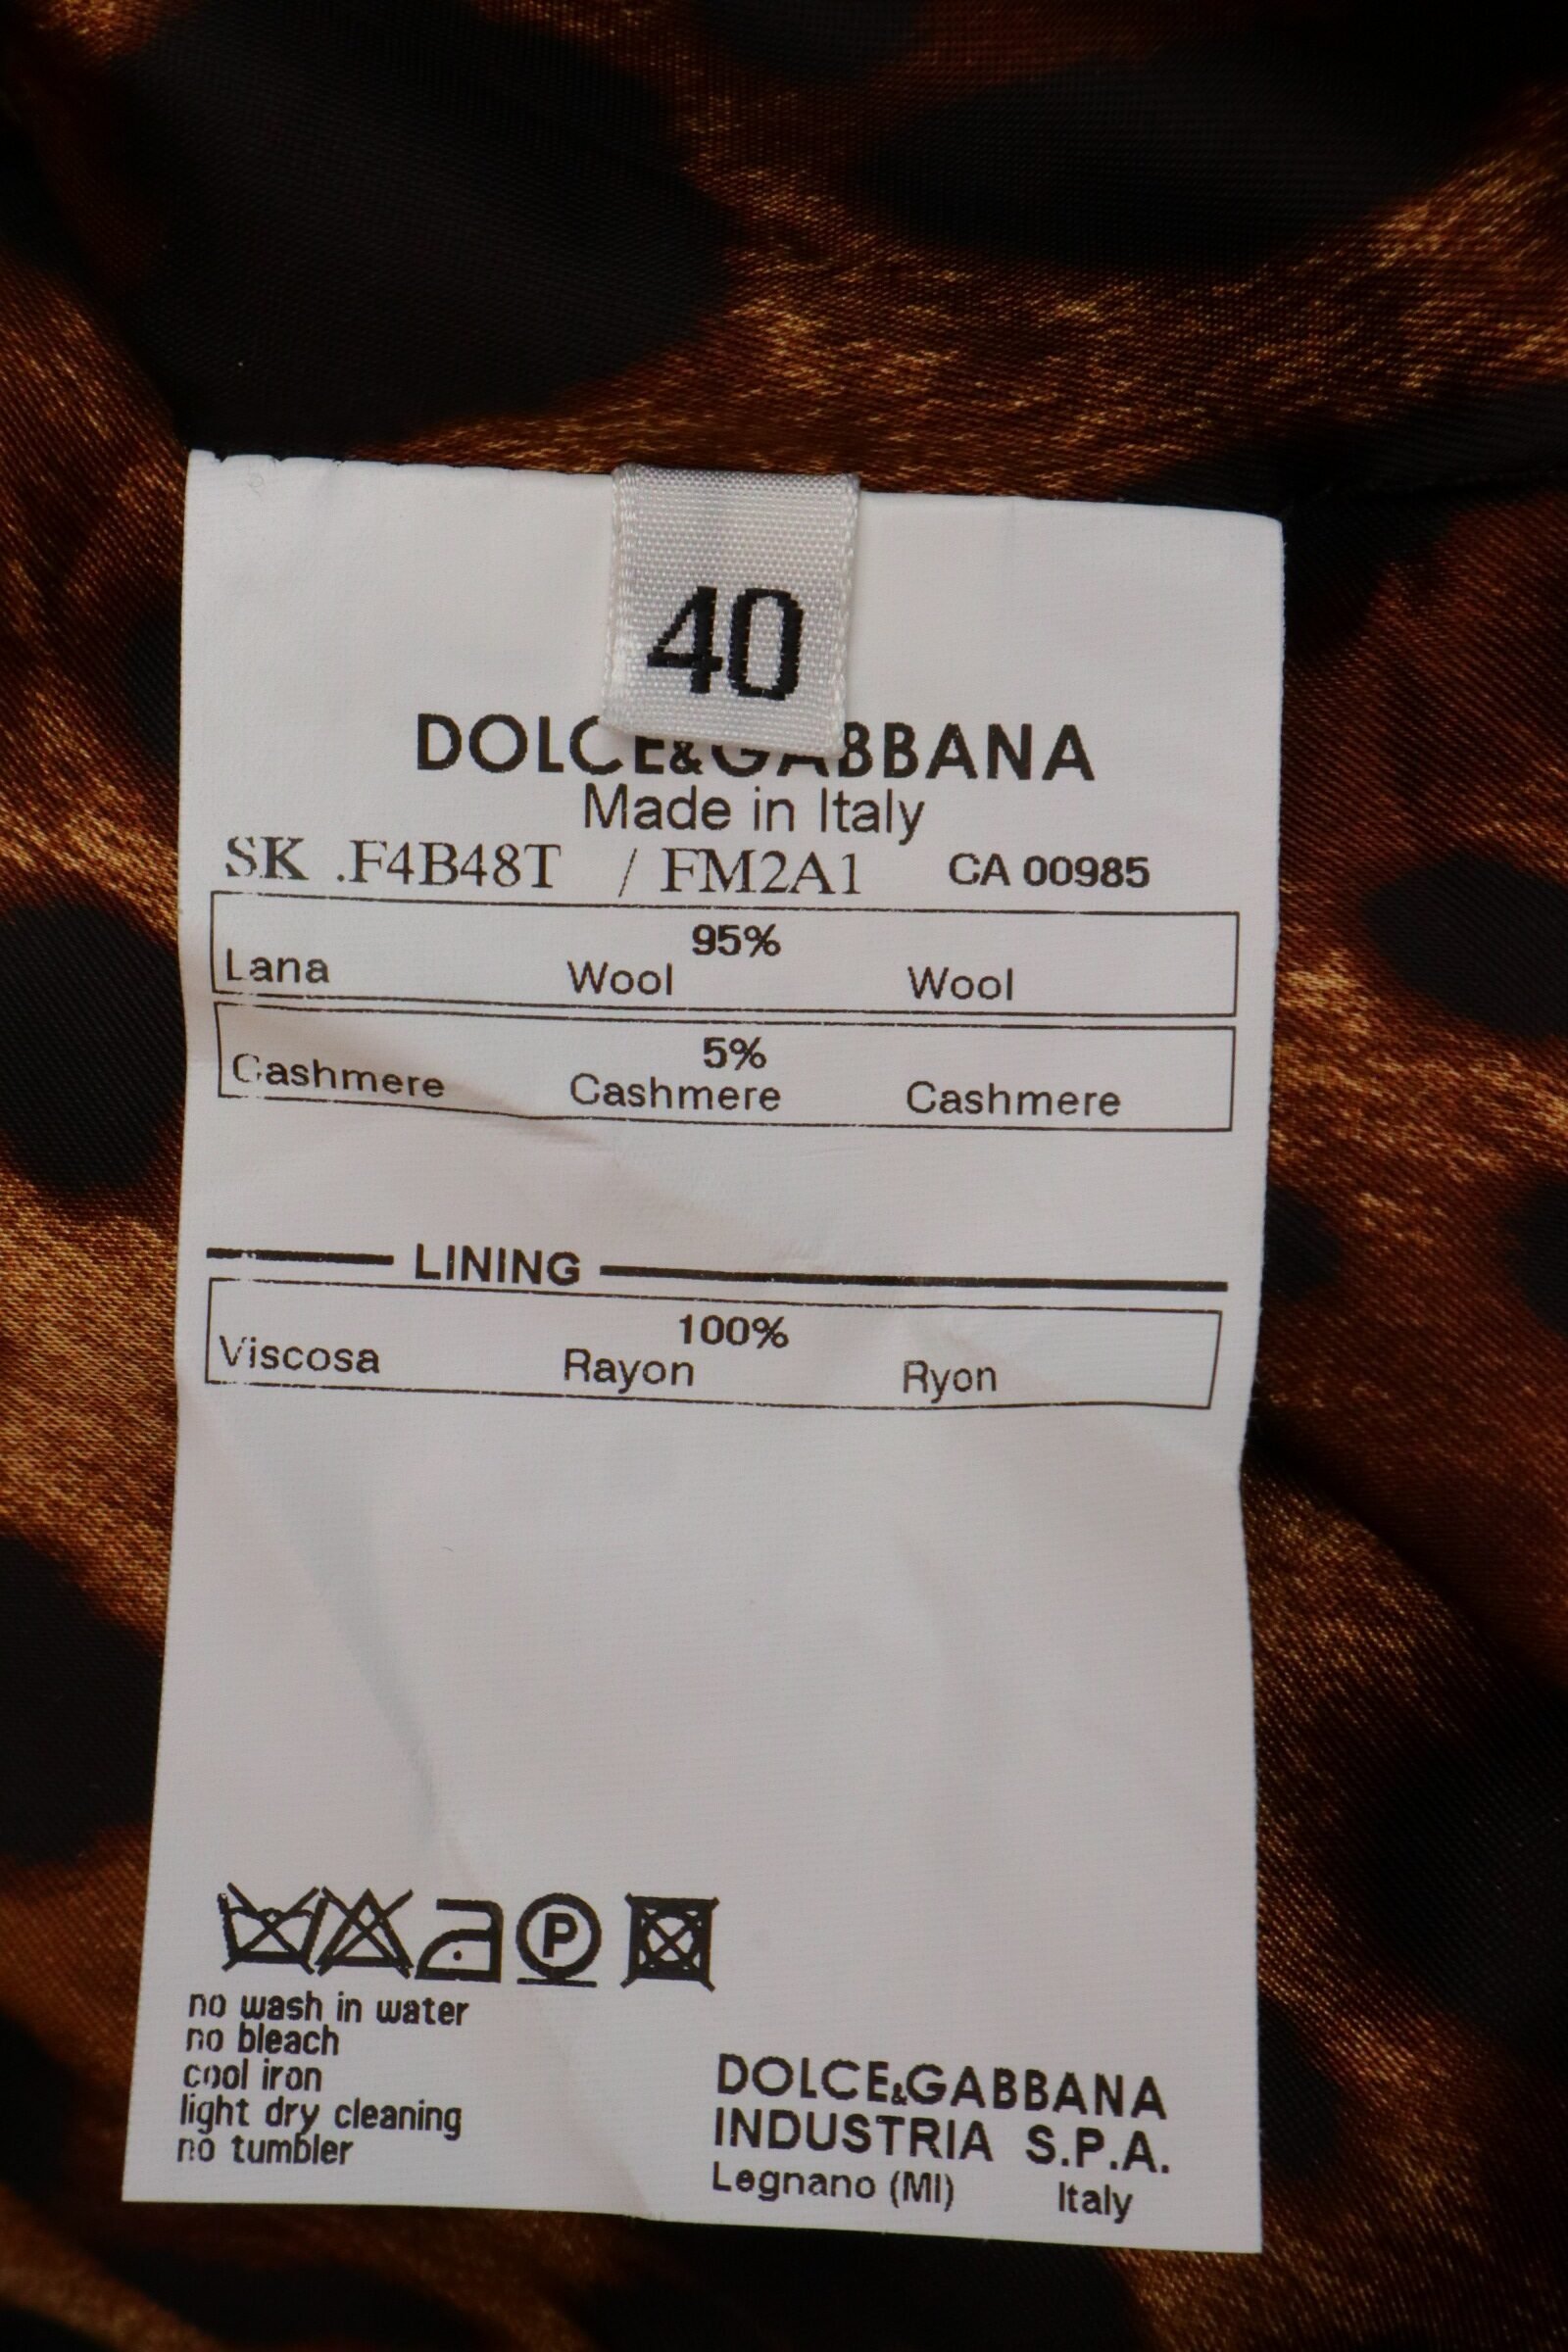 40
DOLCE&GABBANA
Made in Italy
SK .F4B48T / FM2A1 CA 00985
95%
Lana Wool Wool
5%
Cashmere Cashmere Cashmere
LINING
100%
Viscosa Rayon Ryon
P
no wash in water
no bleach
cool iron
light dry cleaning
no tumbler
DOLCE&GABBANA
INDUSTRIA S.P.A.
Legnano (MI) Italy